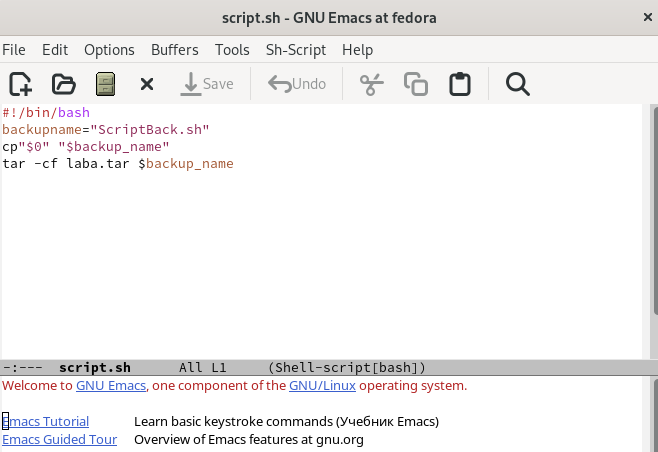 script.sh - GNU Emacs at fedora
File Edit Options Buffers Tools Sh-Script Help
Save Undo
#!/bin/bash
backupname="ScriptBack.sh"
cp"$0" "$backup_name"
tar -cf laba.tar $backup_name
-:--- script.sh All L1 (Shell-script[bash])
Welcome to GNU Emacs, one component of the GNU/Linux operating system.
Emacs Tutorial Learn basic keystroke commands (Учебник Emacs)
Emacs Guided Tour Overview of Emacs features at gnu.org